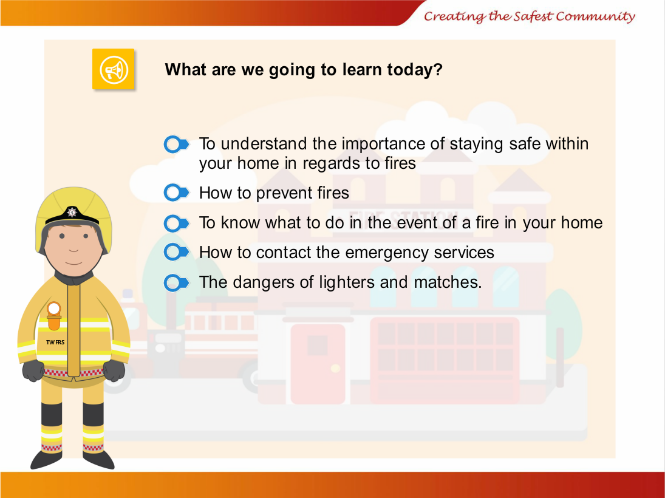 Creating the Safest Community
What are we going to learn today?
To understand the importance of staying safe within
your home in regards to fires
How to prevent fires
FIRE STATION
To know what to do in the event of a fire in your home
How to contact the emergency services
The dangers of lighters and matches.
TWFRS